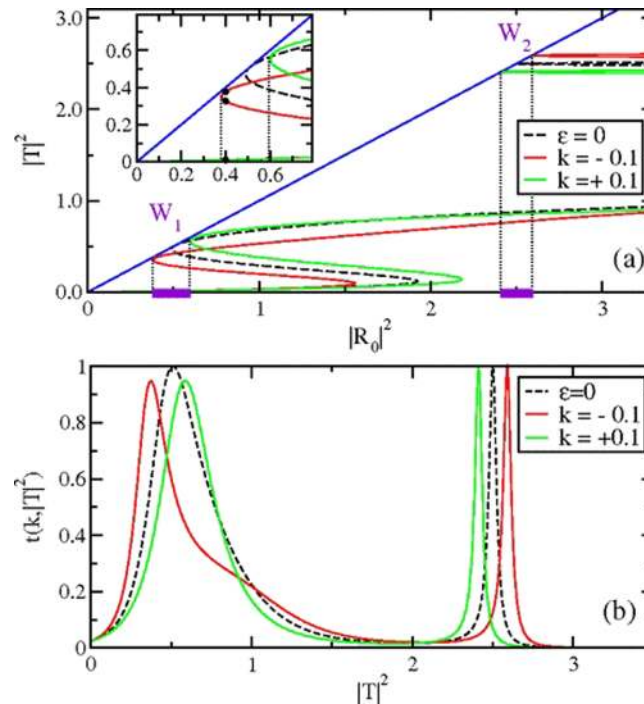 3.0
2.0
1.0
0.0
|T|²
0.8
0.6
0.4
0.2
0
0 0.2 0.4 0.6
W₁
W₂
ε = 0
k = - 0.1
k = + 0.1
(a)
0 1 2 3
|R₀|²
1
0.8
0.6
0.4
0.2
0
t(k,|T|²)
ε=0
k = - 0.1
k = +0.1
(b)
0 1 2 3
|T|²